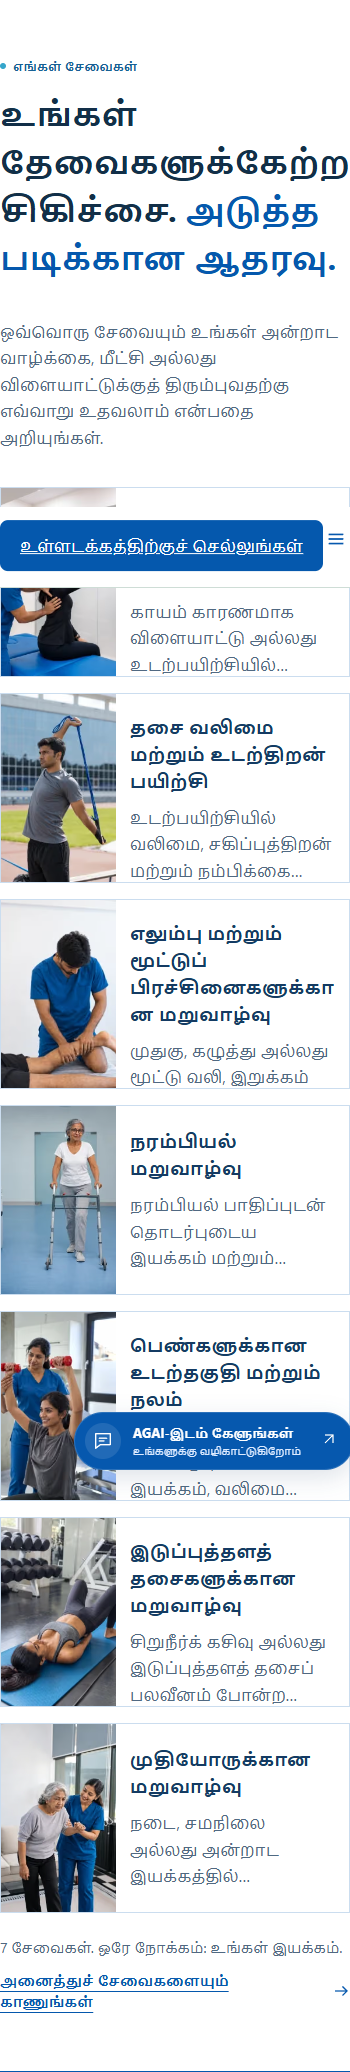 எங்கள் சேவைகள்
உங்கள்
தேவைகளுக்கேற்ற
சிகிச்சை. அடுத்த
படிக்கான ஆதரவு.
ஒவ்வொரு சேவையும் உங்கள் அன்றாட
வாழ்க்கை, மீட்சி அல்லது
விளையாட்டுக்குத் திரும்புவதற்கு
எவ்வாறு உதவலாம் என்பதை
அறியுங்கள்.
உள்ளடக்கத்திற்குச் செல்லுங்கள்
காயம் காரணமாக
விளையாட்டு அல்லது
உடற்பயிற்சியில்...
தசை வலிமை
மற்றும் உடற்திறன்
பயிற்சி
உடற்பயிற்சியில்
வலிமை, சகிப்புத்திறன்
மற்றும் நம்பிக்கை...
எலும்பு மற்றும்
மூட்டுப்
பிரச்சினைகளுக்கா
ன மறுவாழ்வு
முதுகு, கழுத்து அல்லது
மூட்டு வலி, இறுக்கம்
நரம்பியல்
மறுவாழ்வு
நரம்பியல் பாதிப்புடன்
தொடர்புடைய
இயக்கம் மற்றும்...
பெண்களுக்கான
உடற்தகுதி மற்றும்
நலம்
AGAI-இடம் கேளுங்கள்
உங்களுக்கு வழிகாட்டுகிறோம்
இயக்கம், வலிமை...
இடுப்புத்தளத்
தசைகளுக்கான
மறுவாழ்வு
சிறுநீர்க் கசிவு அல்லது
இடுப்புத்தளத் தசைப்
பலவீனம் போன்ற...
முதியோருக்கான
மறுவாழ்வு
நடை, சமநிலை
அல்லது அன்றாட
இயக்கத்தில்...
7 சேவைகள். ஒரே நோக்கம்: உங்கள் இயக்கம்.
அனைத்துச் சேவைகளையும்
காணுங்கள்